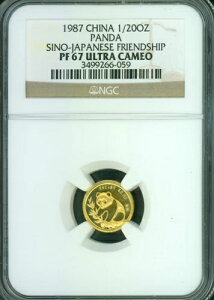 1987 CHINA 1/20OZ
PANDA
SINO-JAPANESE FRIENDSHIP
PF 67 ULTRA CAMEO
3499266-059
NGC